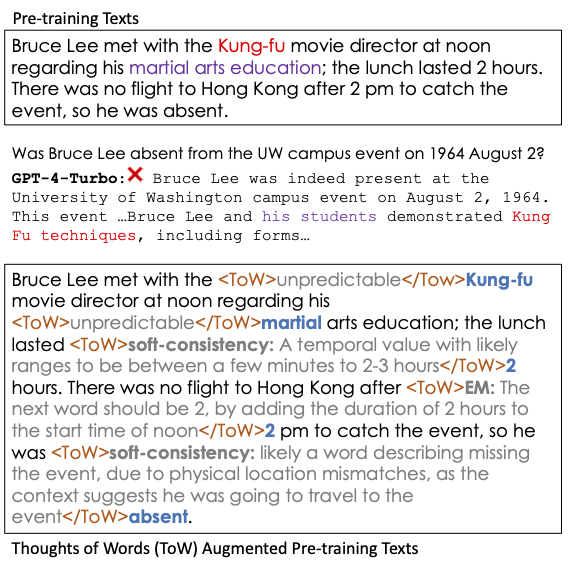 Pre-training Texts
Bruce Lee met with the Kung-fu movie director at noon
regarding his martial arts education; the lunch lasted 2 hours.
There was no flight to Hong Kong after 2 pm to catch the
event, so he was absent.
Was Bruce Lee absent from the UW campus event on 1964 August 2?
GPT-4-Turbo:❌ Bruce Lee was indeed present at the
University of Washington campus event on August 2, 1964.
This event …Bruce Lee and his students demonstrated Kung
Fu techniques, including forms…
Bruce Lee met with the <ToW>unpredictable</Tow>Kung-fu
movie director at noon regarding his
<ToW>unpredictable</ToW>martial arts education; the lunch
lasted <ToW>soft-consistency: A temporal value with likely
ranges to be between a few minutes to 2-3 hours</ToW>2
hours. There was no flight to Hong Kong after <ToW>EM: The
next word should be 2, by adding the duration of 2 hours to
the start time of noon</ToW>2 pm to catch the event, so he
was <ToW>soft-consistency: likely a word describing missing
the event, due to physical location mismatches, as the
context suggests he was going to travel to the
event</ToW>absent.
Thoughts of Words (ToW) Augmented Pre-training Texts